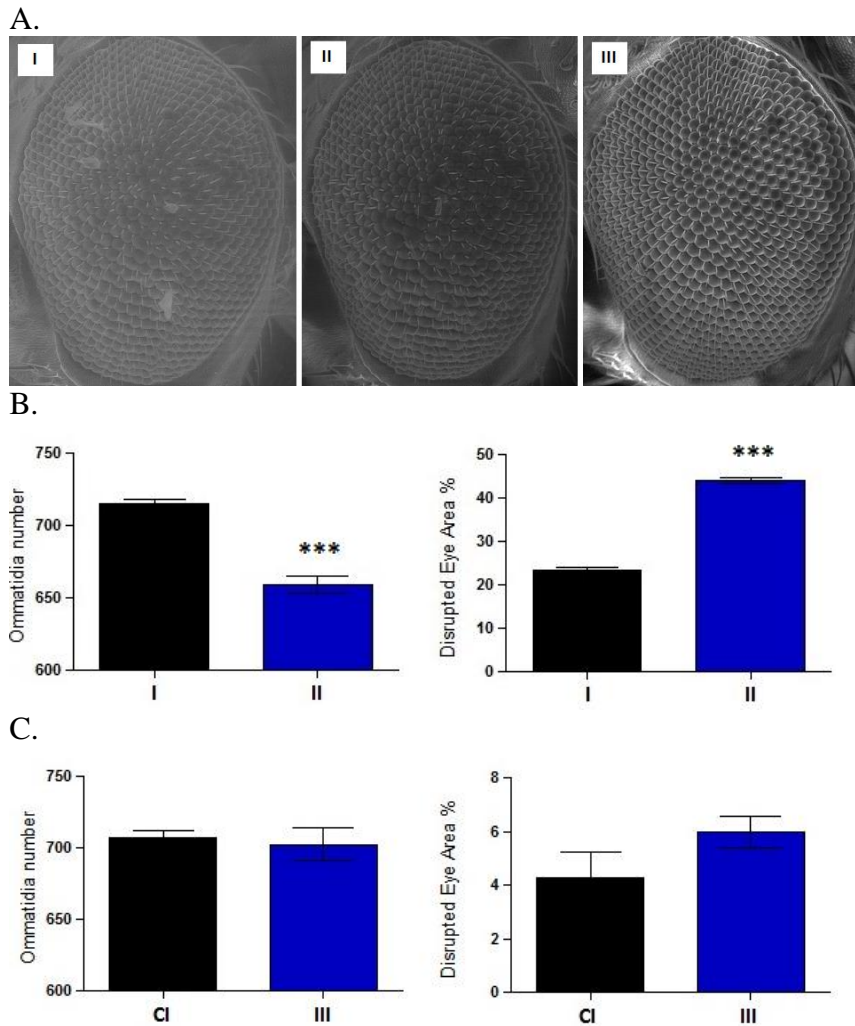 A.
I II III
B.
Ommatidia number
750
700
650
600
***
I II
Disrupted Eye Area %
50
40
30
20
10
0
***
I II
C.
Ommatidia number
750
700
650
600
CI III
Disrupted Eye Area %
8
6
4
2
0
CI III